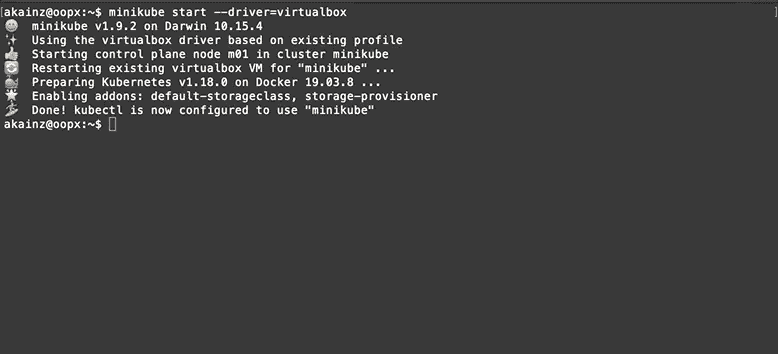 akainz@oopx:~$ minikube start --driver=virtualbox
minikube v1.9.2 on Darwin 10.15.4
Using the virtualbox driver based on existing profile
Starting control plane node m01 in cluster minikube
Restarting existing virtualbox VM for "minikube" ...
Preparing Kubernetes v1.18.0 on Docker 19.03.8 ...
Enabling addons: default-storageclass, storage-provisioner
Done! kubectl is now configured to use "minikube"
akainz@oopx:~$